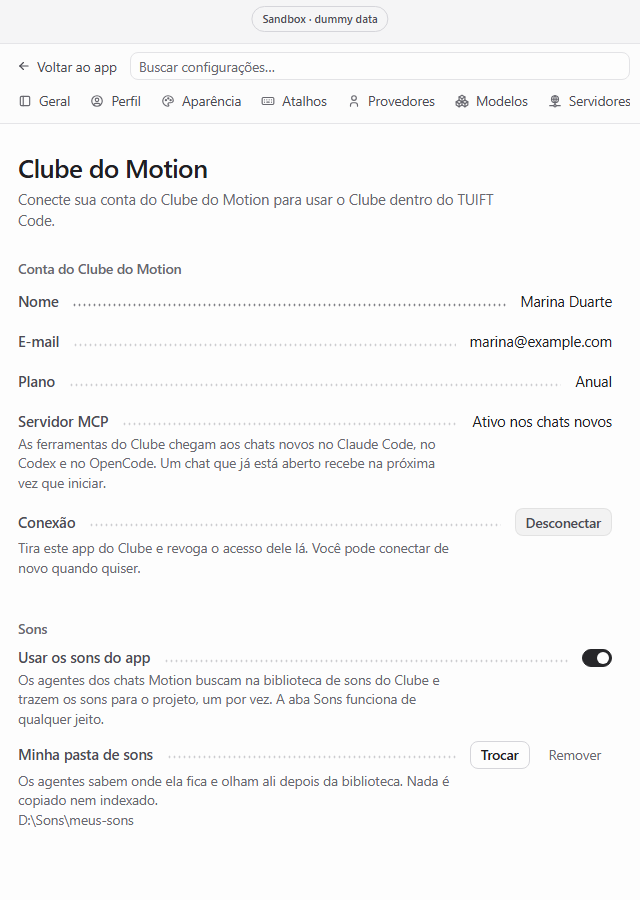 Sandbox · dummy data
Voltar ao app
Buscar configurações...
Geral
Perfil
Aparência
Atalhos
Provedores
Modelos
Servidores
Clube do Motion
Conecte sua conta do Clube do Motion para usar o Clube dentro do TUIFT
Code.
Conta do Clube do Motion
Nome Marina Duarte
E-mail marina@example.com
Plano Anual
Servidor MCP Ativo nos chats novos
As ferramentas do Clube chegam aos chats novos no Claude Code, no
Codex e no OpenCode. Um chat que já está aberto recebe na próxima
vez que iniciar.
Conexão Desconectar
Tira este app do Clube e revoga o acesso dele lá. Você pode conectar de
novo quando quiser.
Sons
Usar os sons do app
Os agentes dos chats Motion buscam na biblioteca de sons do Clube e
trazem os sons para o projeto, um por vez. A aba Sons funciona de
qualquer jeito.
Minha pasta de sons Trocar Remover
Os agentes sabem onde ela fica e olham ali depois da biblioteca. Nada é
copiado nem indexado.
D:\Sons\meus-sons